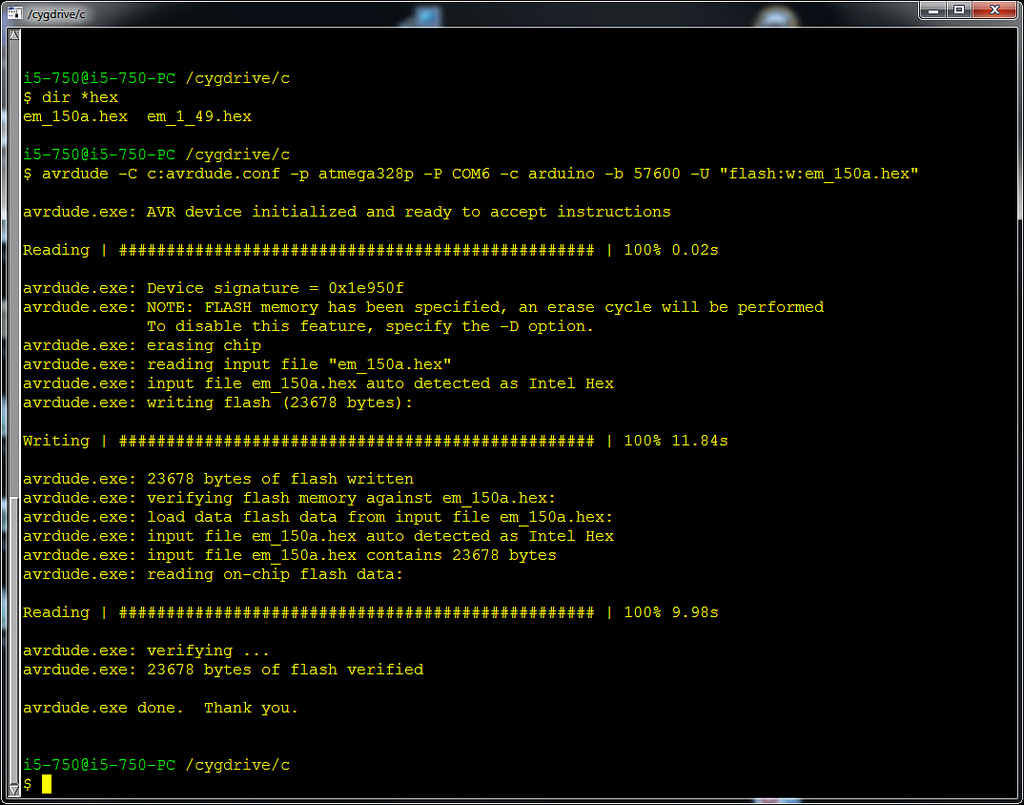 /cygdrive/c
i5-750@i5-750-PC /cygdrive/c
$ dir *hex
em_150a.hex  em_1_49.hex
i5-750@i5-750-PC /cygdrive/c
$ avrdude -C c:avrdude.conf -p atmega328p -P COM6 -c arduino -b 57600 -U "flash:w:em_150a.hex"
avrdude.exe: AVR device initialized and ready to accept instructions
Reading | ################################################## | 100% 0.02s
avrdude.exe: Device signature = 0x1e950f
avrdude.exe: NOTE: FLASH memory has been specified, an erase cycle will be performed
             To disable this feature, specify the -D option.
avrdude.exe: erasing chip
avrdude.exe: reading input file "em_150a.hex"
avrdude.exe: input file em_150a.hex auto detected as Intel Hex
avrdude.exe: writing flash (23678 bytes):
Writing | ################################################## | 100% 11.84s
avrdude.exe: 23678 bytes of flash written
avrdude.exe: verifying flash memory against em_150a.hex:
avrdude.exe: load data flash data from input file em_150a.hex:
avrdude.exe: input file em_150a.hex auto detected as Intel Hex
avrdude.exe: input file em_150a.hex contains 23678 bytes
avrdude.exe: reading on-chip flash data:
Reading | ################################################## | 100% 9.98s
avrdude.exe: verifying ...
avrdude.exe: 23678 bytes of flash verified
avrdude.exe done.  Thank you.
i5-750@i5-750-PC /cygdrive/c
$